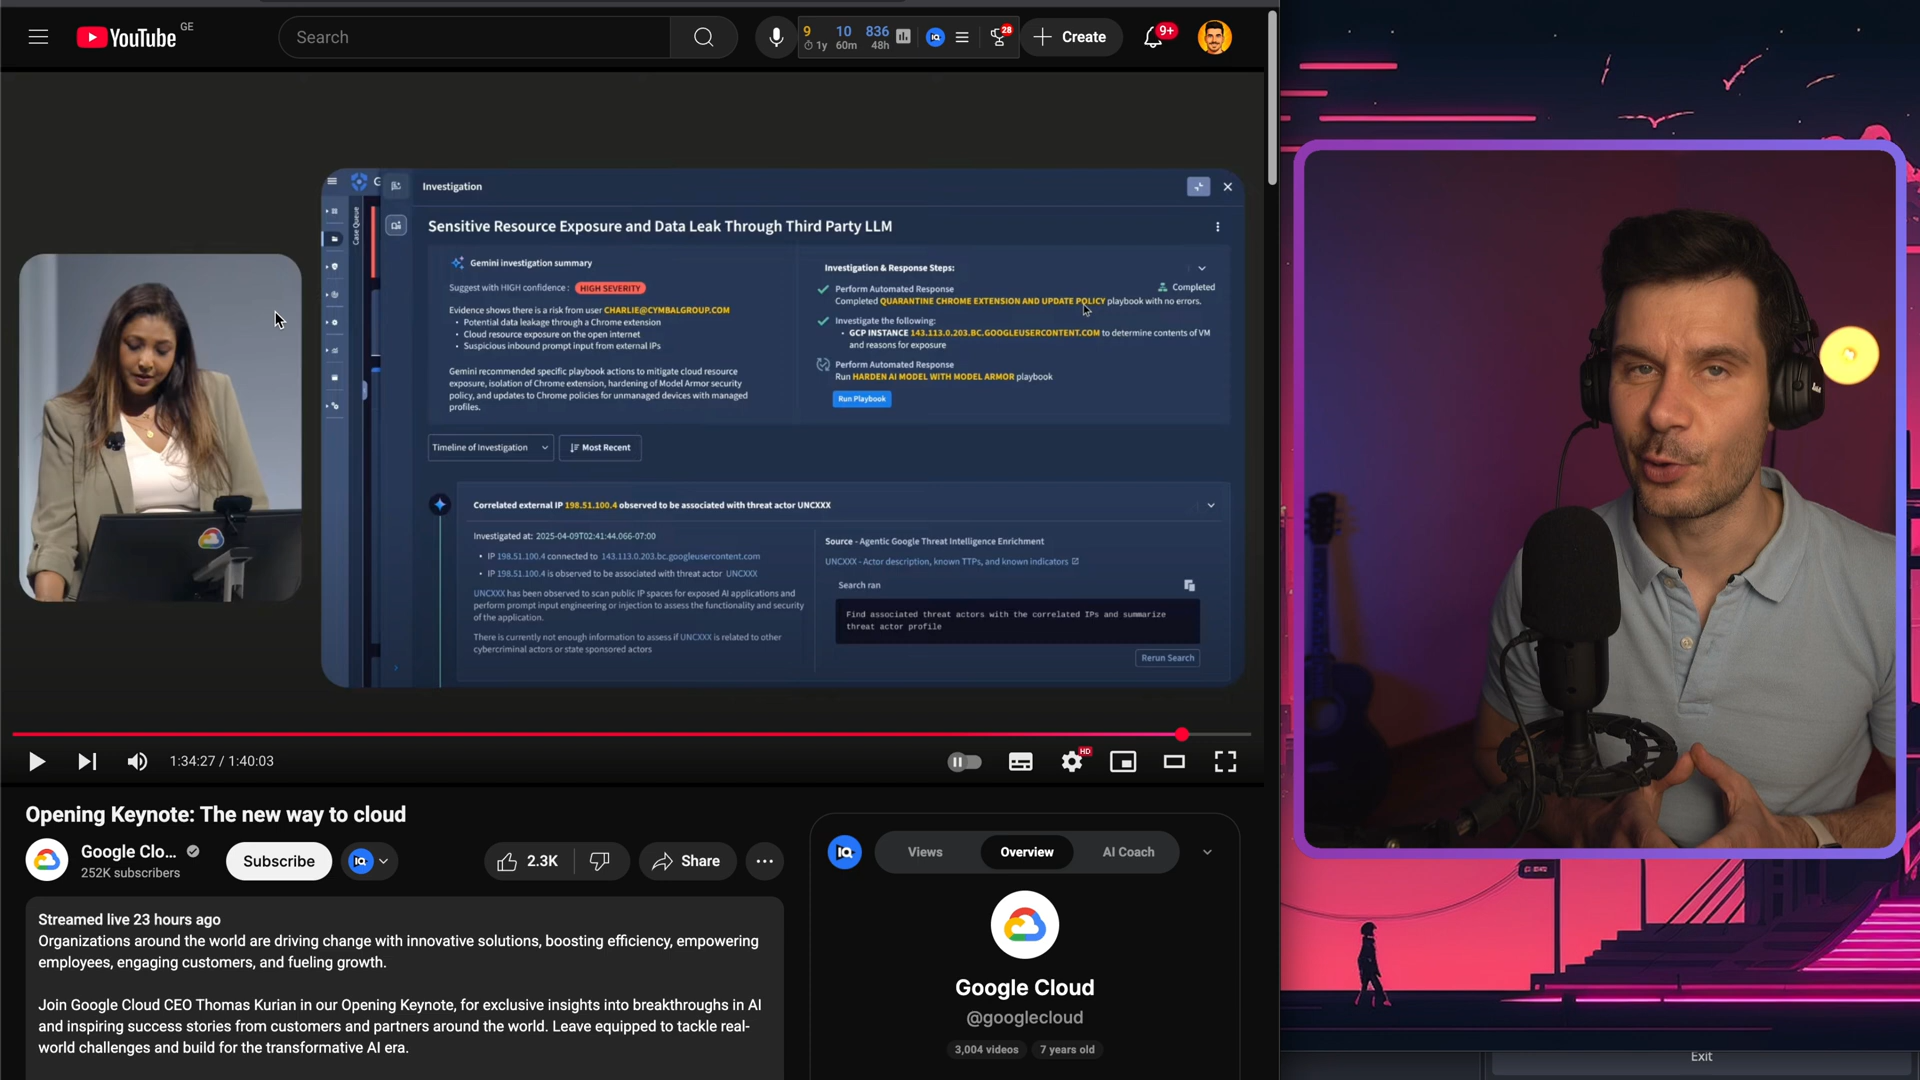 YouTube GE
Search
9 10 836
1y 60m 48h
IQ
28
Create
9+
G
Investigation
Case Queue
Sensitive Resource Exposure and Data Leak Through Third Party LLM
Gemini investigation summary
Suggest with HIGH confidence : HIGH SEVERITY
Evidence shows there is a risk from user CHARLIE@CYMBALGROUP.COM
• Potential data leakage through a Chrome extension
• Cloud resource exposure on the open internet
• Suspicious inbound prompt input from external IPs
Gemini recommended specific playbook actions to mitigate cloud resource
exposure, isolation of Chrome extension, hardening of Model Armor security
policy, and updates to Chrome policies for unmanaged devices with managed
profiles.
Investigation & Response Steps:
Perform Automated Response Completed
Completed QUARANTINE CHROME EXTENSION AND UPDATE POLICY playbook with no errors.
Investigate the following:
• GCP INSTANCE 143.113.0.203.BC.GOOGLEUSERCONTENT.COM to determine contents of VM
and reasons for exposure
Perform Automated Response
Run HARDEN AI MODEL WITH MODEL ARMOR playbook
Run Playbook
Timeline of Investigation
Most Recent
Correlated external IP 198.51.100.4 observed to be associated with threat actor UNCXXX
Investigated at: 2025-04-09T02:41:44.066-07:00
• IP 198.51.100.4 connected to 143.113.0.203.bc.googleusercontent.com
• IP 198.51.100.4 is observed to be associated with threat actor UNCXXX
UNCXXX has been observed to scan public IP spaces for exposed AI applications and
perform prompt input engineering or injection to assess the functionality and security
of the application.
There is currently not enough information to assess if UNCXXX is related to other
cybercriminal actors or state sponsored actors
Source - Agentic Google Threat Intelligence Enrichment
UNCXXX - Actor description, known TTPs, and known indicators
Search ran
Find associated threat actors with the correlated IPs and summarize
threat actor profile
Rerun Search
1:34:27 / 1:40:03
HD
Opening Keynote: The new way to cloud
Google Clo...
252K subscribers
Subscribe
IQ
2.3K
Share
Streamed live 23 hours ago
Organizations around the world are driving change with innovative solutions, boosting efficiency, empowering
employees, engaging customers, and fueling growth.
Join Google Cloud CEO Thomas Kurian in our Opening Keynote, for exclusive insights into breakthroughs in AI
and inspiring success stories from customers and partners around the world. Leave equipped to tackle real-
world challenges and build for the transformative AI era.
IQ
Views
Overview
AI Coach
Google Cloud
@googlecloud
3,004 videos
7 years old
Exit